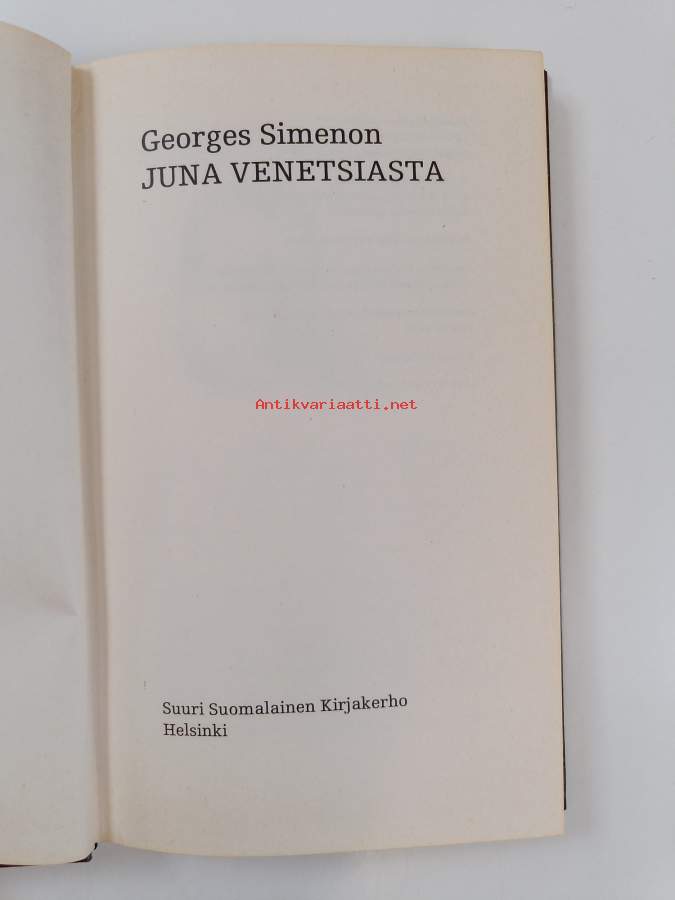 Georges Simenon
JUNA VENETSIASTA
Antikvariaatti.net
Suuri Suomalainen Kirjakerho
Helsinki